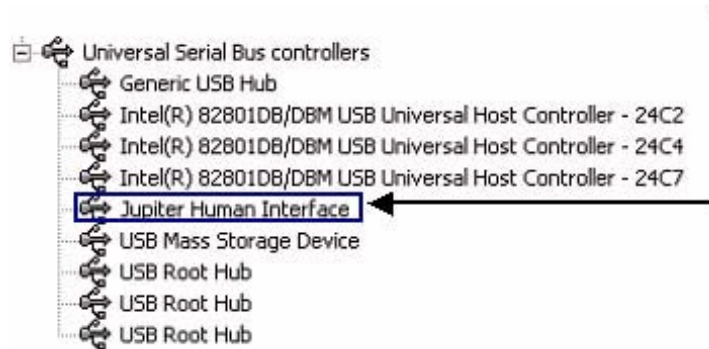 Universal Serial Bus controllers
Generic USB Hub
Intel(R) 82801DB/DBM USB Universal Host Controller - 24C2
Intel(R) 82801DB/DBM USB Universal Host Controller - 24C4
Intel(R) 82801DB/DBM USB Universal Host Controller - 24C7
Jupiter Human Interface
USB Mass Storage Device
USB Root Hub
USB Root Hub
USB Root Hub